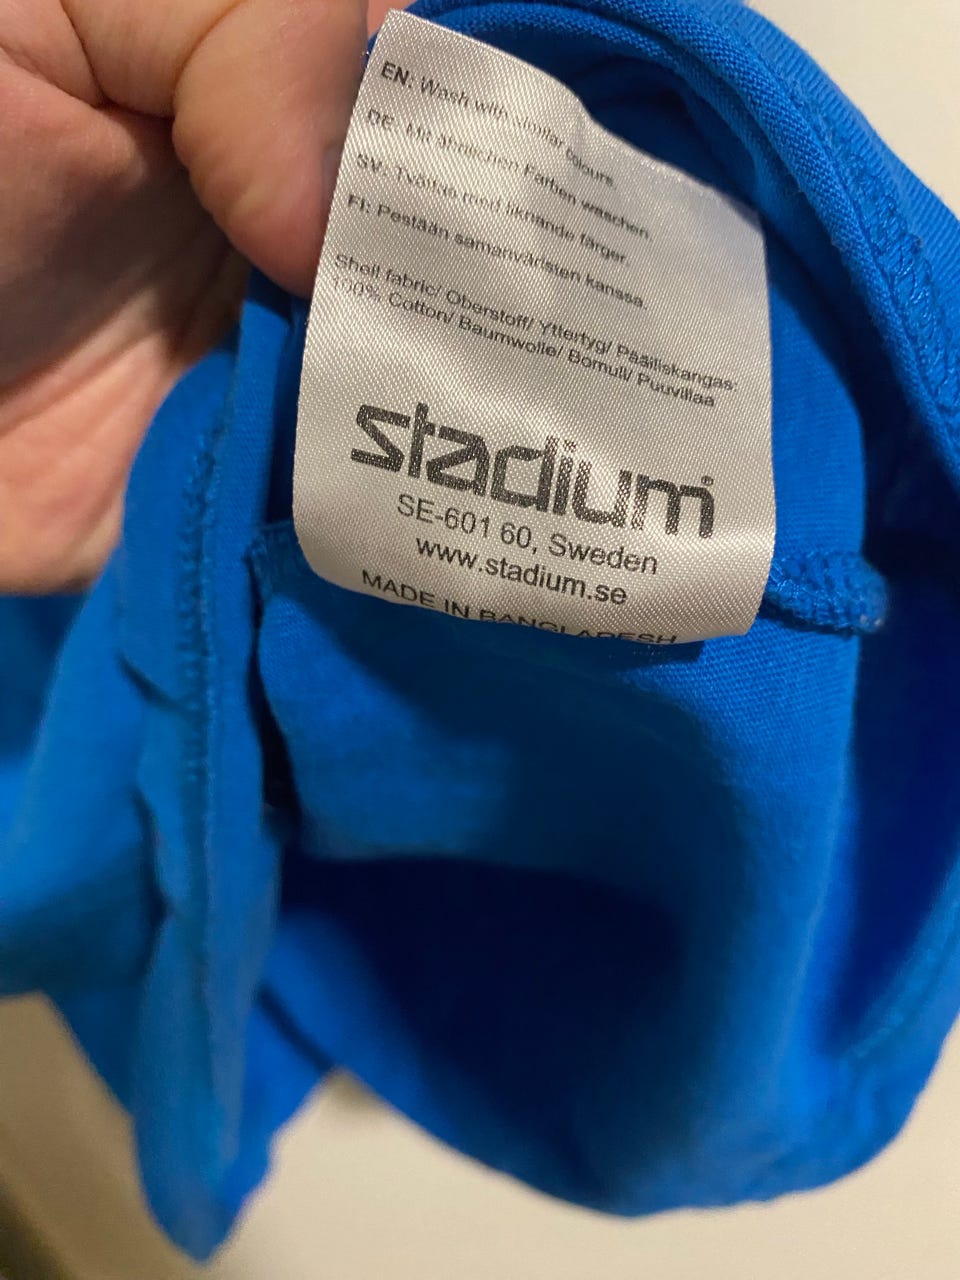 EN: Wash with similar colours.
DE: Mit ähnlichen Farben waschen.
SV: Tvättas med liknande färger.
FI: Pestään samanväristen kanssa.
Shell fabric/ Oberstoff/ Yttertyg/ Päälliskangas:
100% Cotton/ Baumwolle/ Bomull/ Puuvillaa
stadium
SE-601 60, Sweden
www.stadium.se
MADE IN BANGLADESH